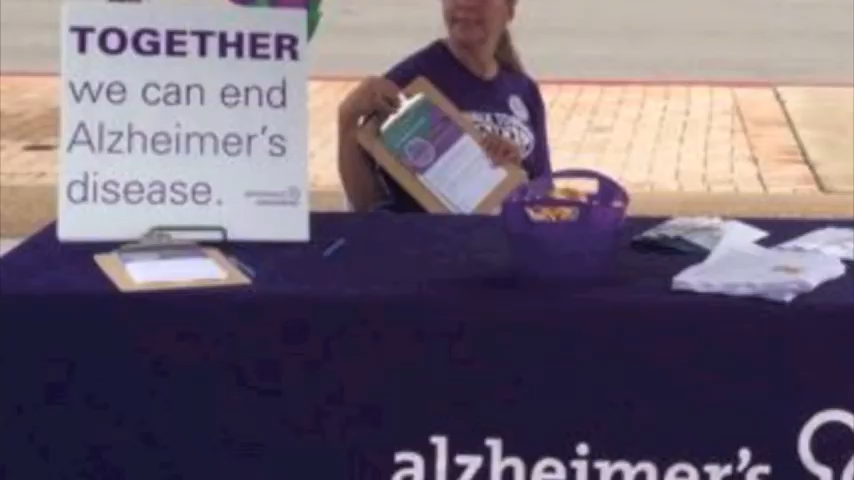 TOGETHER
we can end
Alzheimer's
disease.
alzheimer's